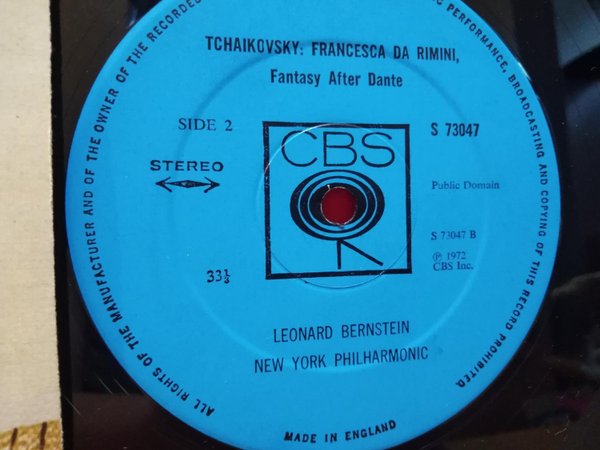 ALL RIGHTS OF THE MANUFACTURER AND OF THE OWNER OF THE RECORDED
PERFORMANCE, BROADCASTING AND COPYING OF THIS RECORD PROHIBITED.
TCHAIKOVSKY: FRANCESCA DA RIMINI,
Fantasy After Dante
SIDE 2
S 73047
CBS
STEREO
Public Domain
S 73047 B
℗ 1972
CBS Inc.
33⅓
LEONARD BERNSTEIN
NEW YORK PHILHARMONIC
MADE IN ENGLAND